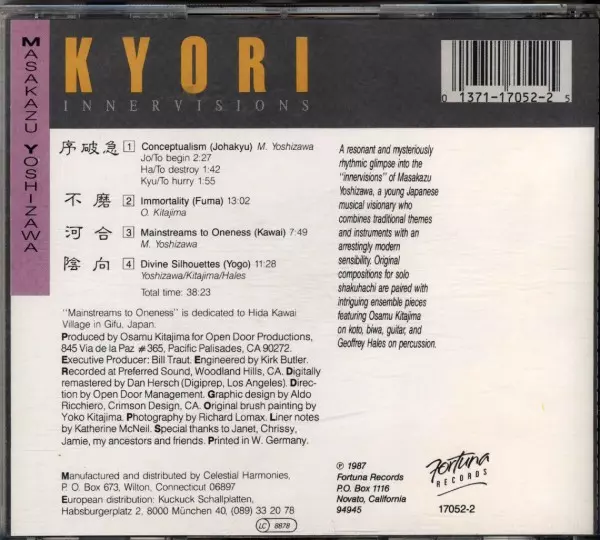 MASAKAZU YOSHIZAWA
KYORI
INNERVISIONS
0 1371-17052-2 5
序破急 1 Conceptualism (Johakyu) M. Yoshizawa
Jo/To begin 2:27
Ha/To destroy 1:42
Kyu/To hurry 1:55
不磨 2 Immortality (Fuma) 13:02
O. Kitajima
河合 3 Mainstreams to Oneness (Kawai) 7:49
M. Yoshizawa
陰向 4 Divine Silhouettes (Yogo) 11:28
Yoshizawa/Kitajima/Hales
Total time: 38:23
"Mainstreams to Oneness" is dedicated to Hida Kawai
Village in Gifu, Japan.
Produced by Osamu Kitajima for Open Door Productions,
845 Via de la Paz #365, Pacific Palisades, CA 90272.
Executive Producer: Bill Traut. Engineered by Kirk Butler.
Recorded at Preferred Sound, Woodland Hills, CA. Digitally
remastered by Dan Hersch (Digiprep, Los Angeles). Direc-
tion by Open Door Management. Graphic design by Aldo
Ricchiero, Crimson Design, CA. Original brush painting by
Yoko Kitajima. Photography by Richard Lomax. Liner notes
by Katherine McNeil. Special thanks to Janet, Chrissy,
Jamie, my ancestors and friends. Printed in W. Germany.
Manufactured and distributed by Celestial Harmonies,
P. O. Box 673, Wilton, Connecticut 06897
European distribution: Kuckuck Schallplatten,
Habsburgerplatz 2, 8000 München 40, (089) 33 20 78
LC 8878
A resonant and mysteriously
rhythmic glimpse into the
"innervisions" of Masakazu
Yoshizawa, a young Japanese
musical visionary who
combines traditional themes
and instruments with an
arrestingly modern
sensibility. Original
compositions for solo
shakuhachi are paired with
intriguing ensemble pieces
featuring Osamu Kitajima
on koto, biwa, guitar, and
Geoffrey Hales on percussion.
℗ 1987
Fortuna Records
P.O. Box 1116
Novato, California
94945
Fortuna
RECORDS
17052-2